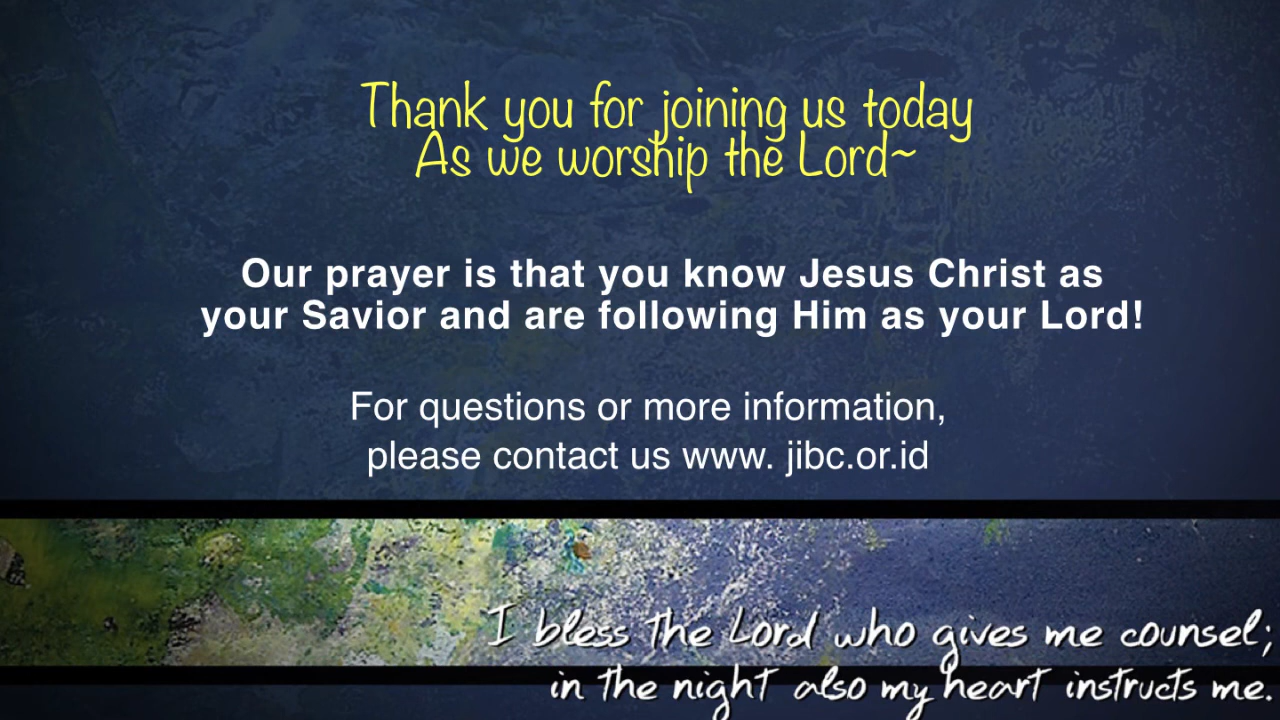 Thank you for joining us today
As we worship the Lord~
Our prayer is that you know Jesus Christ as
your Savior and are following Him as your Lord!
For questions or more information,
please contact us www. jibc.or.id
I bless the Lord who gives me counsel;
in the night also my heart instructs me.